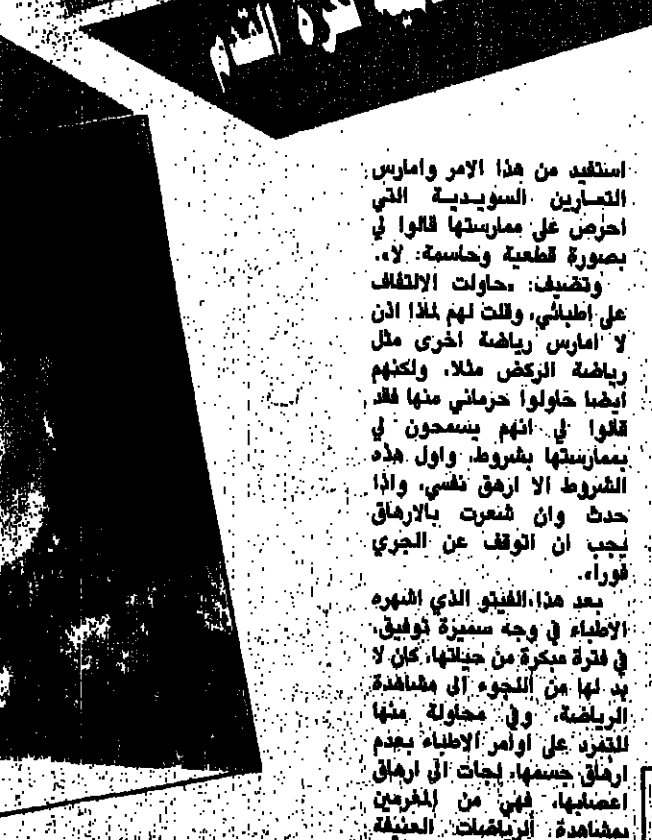 لكرة القدم
استفيد من هذا الامر وامارس
التمارين السويدية التي
احرص على ممارستها قالوا لي
بصورة قطعية وحاسمة: لا».
وتضيف: «حاولت الالتفاف
على اطبائي، وقلت لهم لماذا اذن
لا امارس رياضة اخرى مثل
رياضة الركض مثلا، ولكنهم
ايضا حاولوا حرماني منها فقد
قالوا لي انهم يسمحون لي
بممارستها بشروط، واول هذه
الشروط الا ارهق نفسي، واذا
حدث وان شعرت بالارهاق
يجب ان اتوقف عن الجري
فورا».
بعد هذا الفيتو الذي اشهره
الاطباء في وجه سميرة توفيق،
في فترة مبكرة من حياتها، كان لا
بد لها من اللجوء الى مشاهدة
الرياضة، وفي محاولة منها
للتمرد على اوامر الاطباء بعدم
ارهاق جسمها، لجات الى ارهاق
اعصابها، فهي من المغرمين
بمشاهدة الرياضات العنيفة